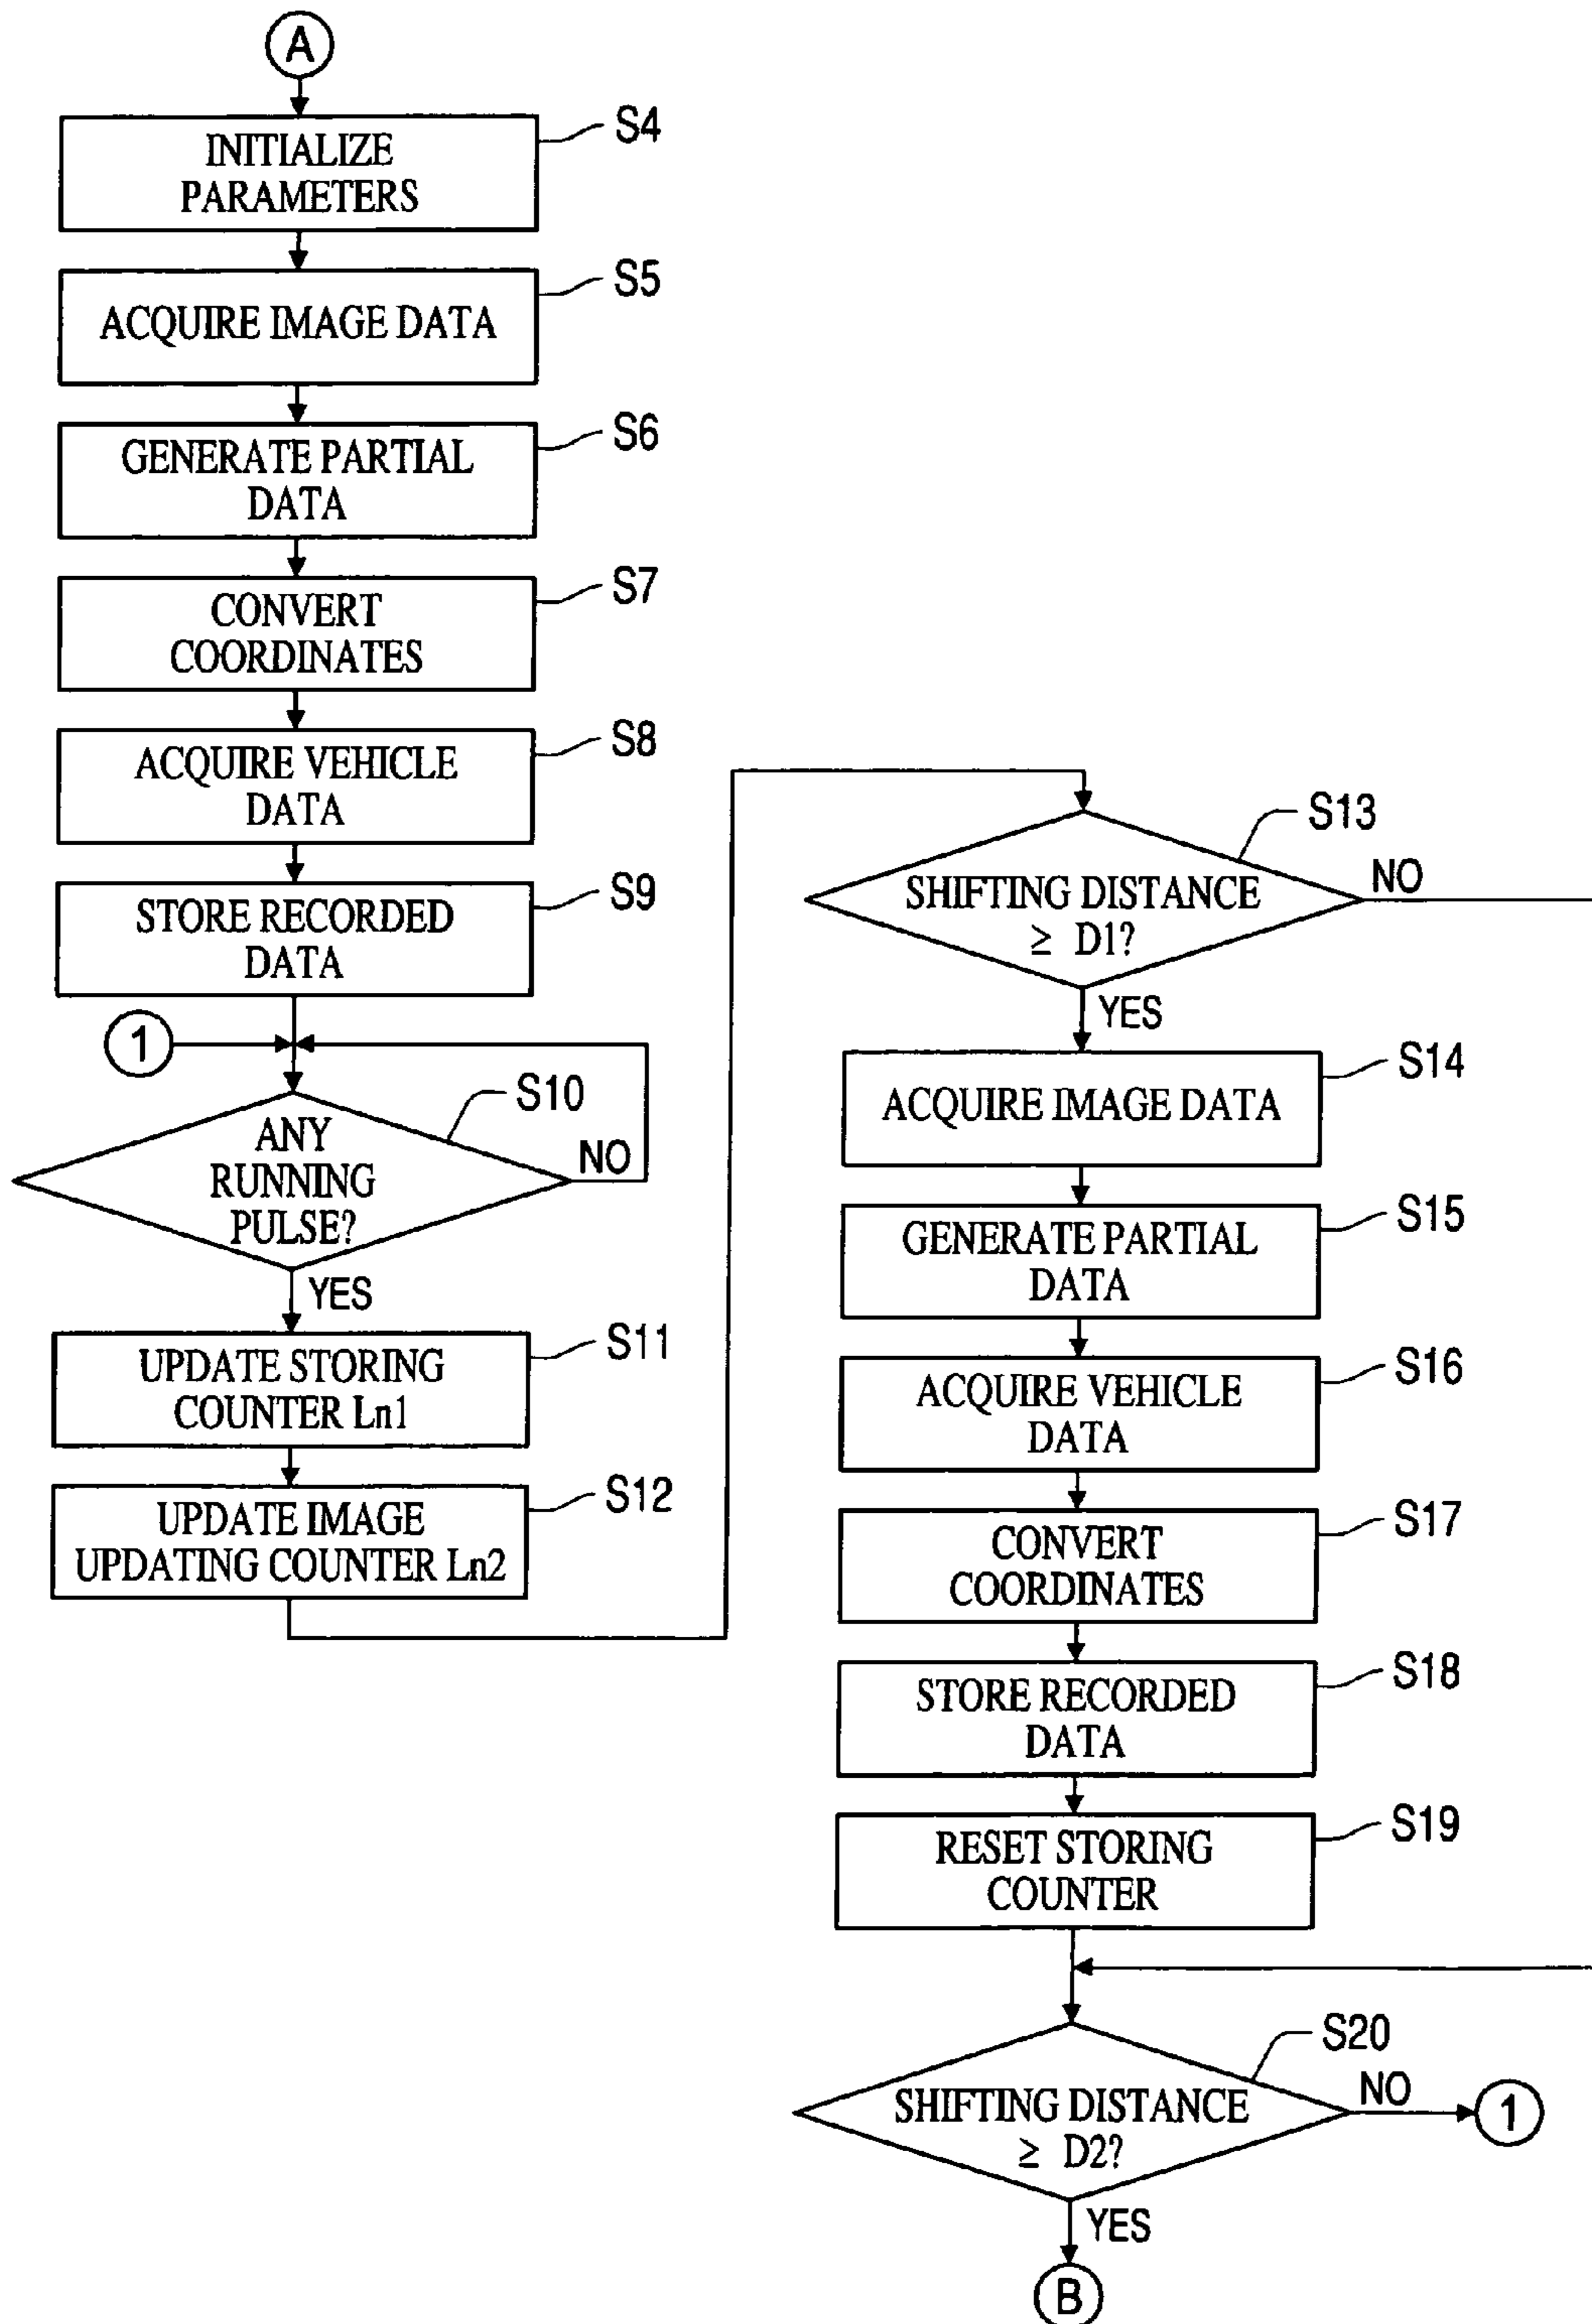 A
INITIALIZE
PARAMETERS
S4
ACQUIRE IMAGE DATA
S5
GENERATE PARTIAL
DATA
S6
CONVERT
COORDINATES
S7
ACQUIRE VEHICLE
DATA
S8
STORE RECORDED
DATA
S9
1
ANY
RUNNING
PULSE?
S10
NO
YES
UPDATE STORING
COUNTER Ln1
S11
UPDATE IMAGE
UPDATING COUNTER Ln2
S12
SHIFTING DISTANCE
≥ D1?
S13
NO
YES
ACQUIRE IMAGE DATA
S14
GENERATE PARTIAL
DATA
S15
ACQUIRE VEHICLE
DATA
S16
CONVERT
COORDINATES
S17
STORE RECORDED
DATA
S18
RESET STORING
COUNTER
S19
SHIFTING DISTANCE
≥ D2?
S20
NO
1
YES
B